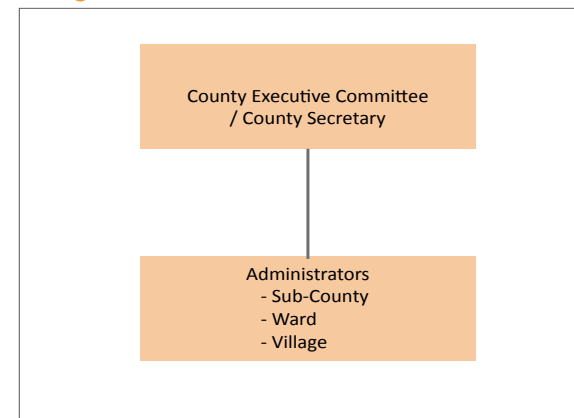 County Executive Committee
/ County Secretary
Administrators
- Sub-County
- Ward
- Village